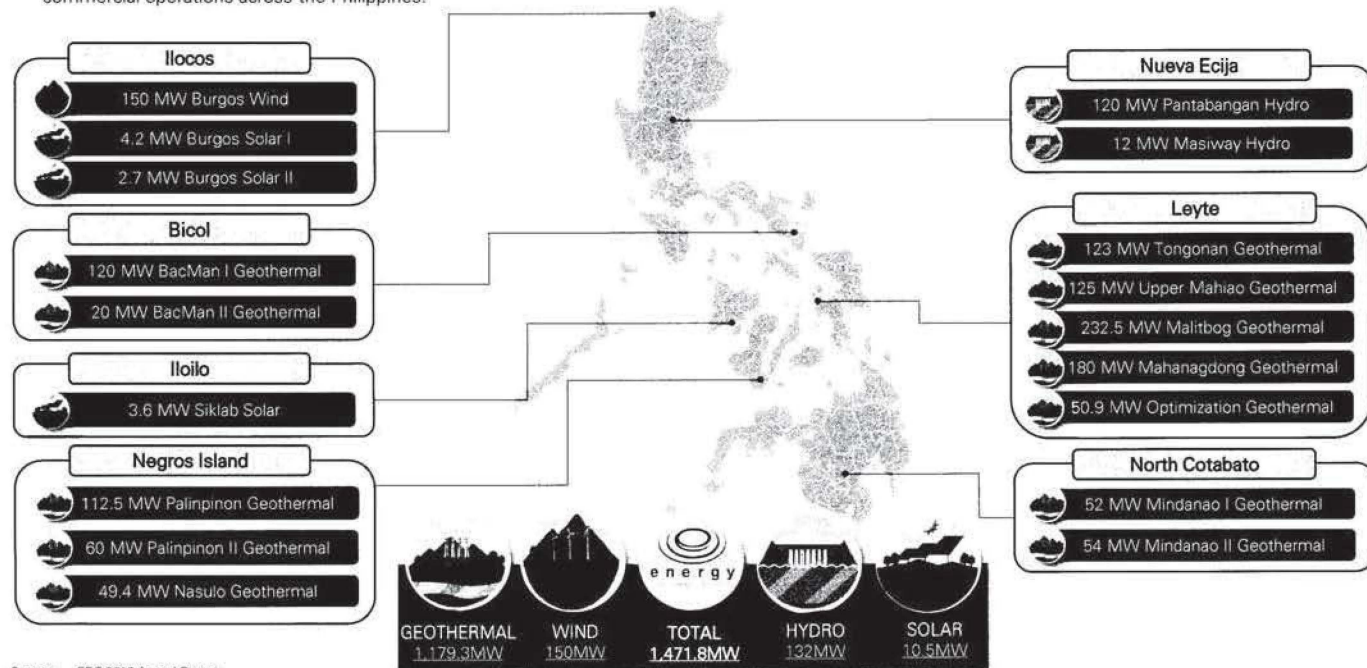 commercial operations across the Philippines.
Ilocos
150 MW Burgos Wind
4.2 MW Burgos Solar I
2.7 MW Burgos Solar II
Bicol
120 MW BacMan I Geothermal
20 MW BacMan II Geothermal
Iloilo
3.6 MW Siklab Solar
Negros Island
112.5 MW Palinpinon Geothermal
60 MW Palinpinon II Geothermal
49.4 MW Nasulo Geothermal
Nueva Ecija
120 MW Pantabangan Hydro
12 MW Masiway Hydro
Leyte
123 MW Tongonan Geothermal
125 MW Upper Mahiao Geothermal
232.5 MW Malitbog Geothermal
180 MW Mahanagdong Geothermal
50.9 MW Optimization Geothermal
North Cotabato
52 MW Mindanao I Geothermal
54 MW Mindanao II Geothermal
energy
GEOTHERMAL
1,179.3MW
WIND
150MW
TOTAL
1,471.8MW
HYDRO
132MW
SOLAR
10.5MW